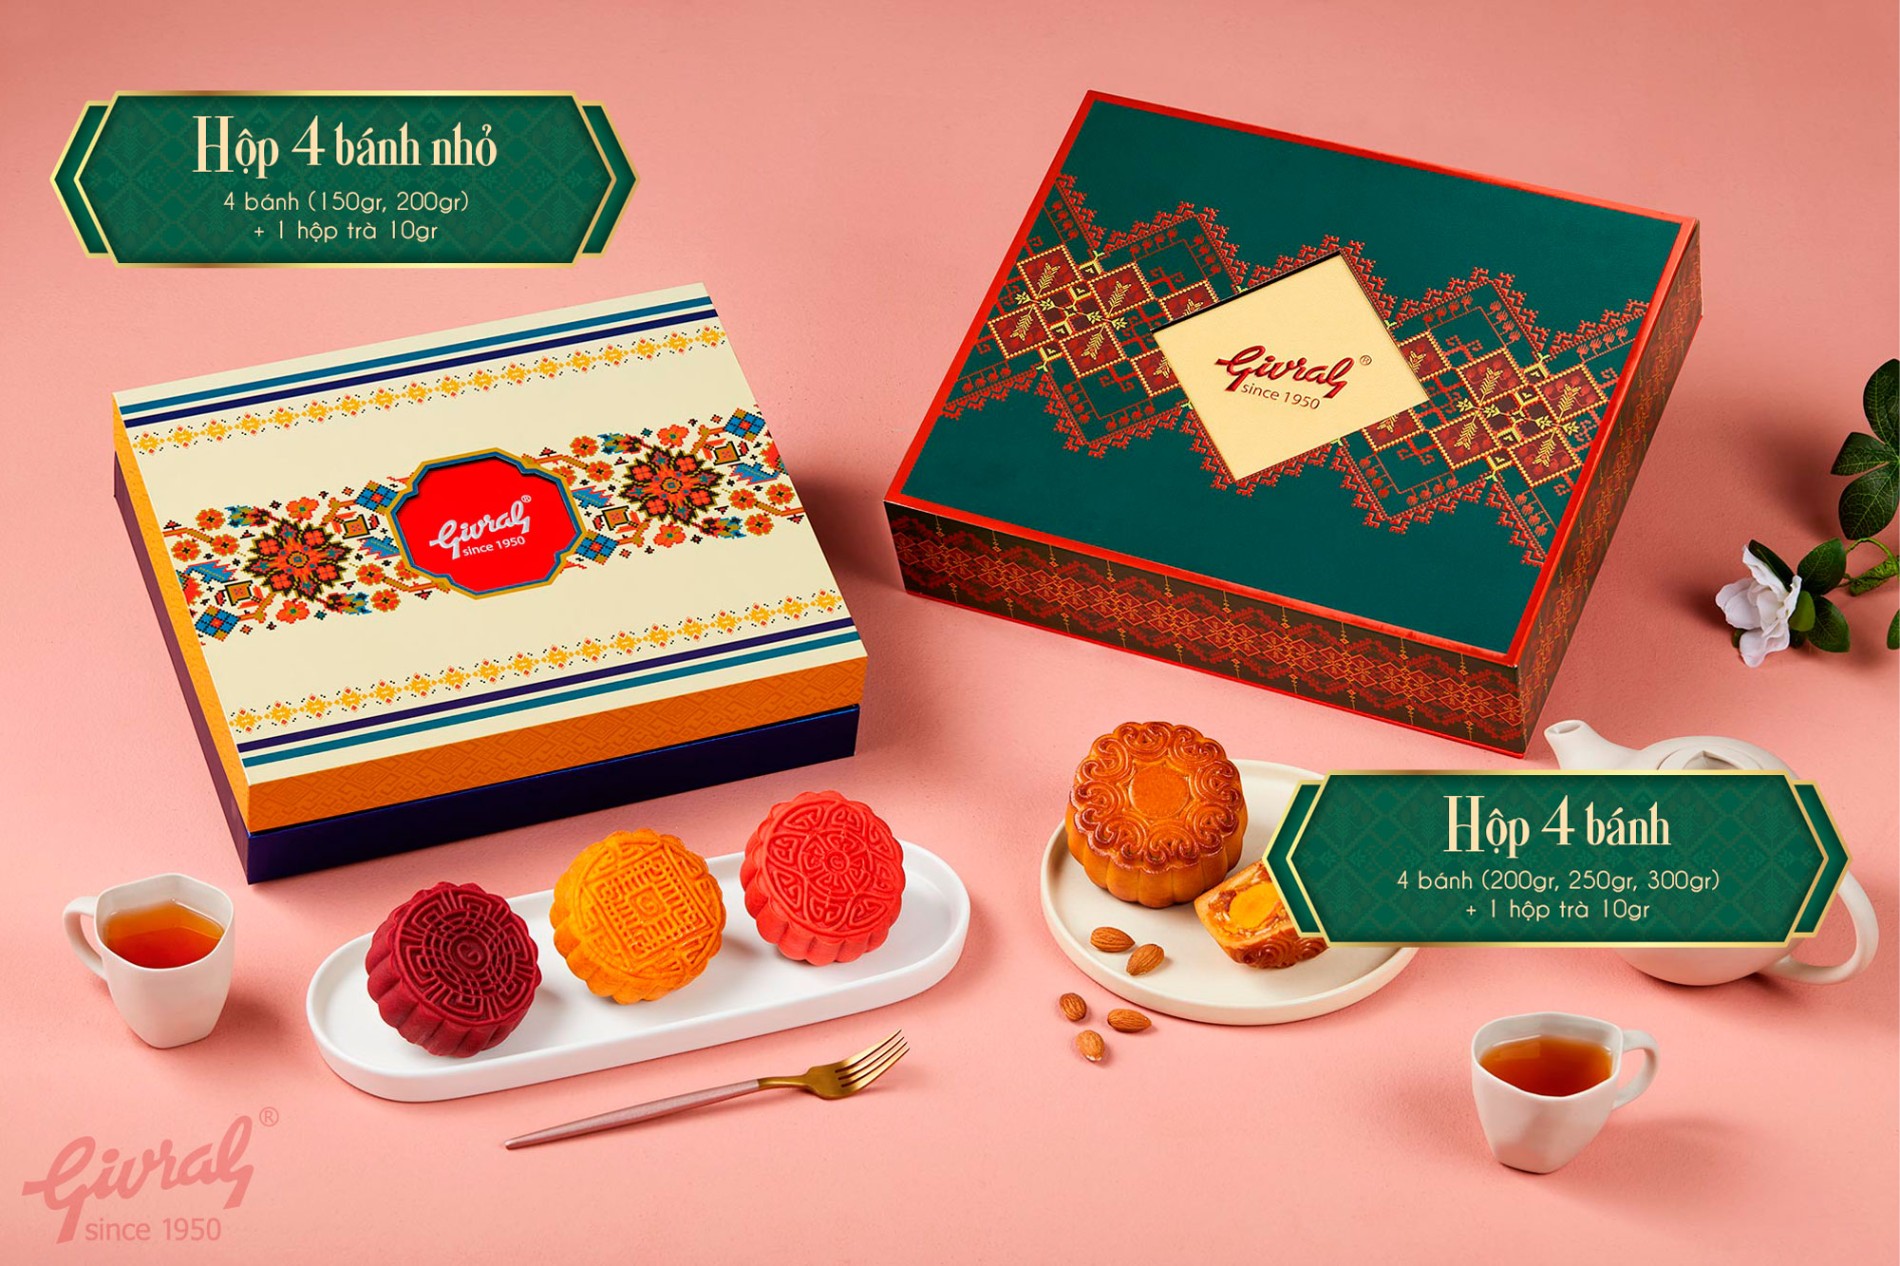 Hộp 4 bánh nhỏ
4 bánh (150gr, 200gr)
+ 1 hộp trà 10gr
Givral®
since 1950
Givral®
since 1950
Hộp 4 bánh
4 bánh (200gr, 250gr, 300gr)
+ 1 hộp trà 10gr
Givral®
since 1950